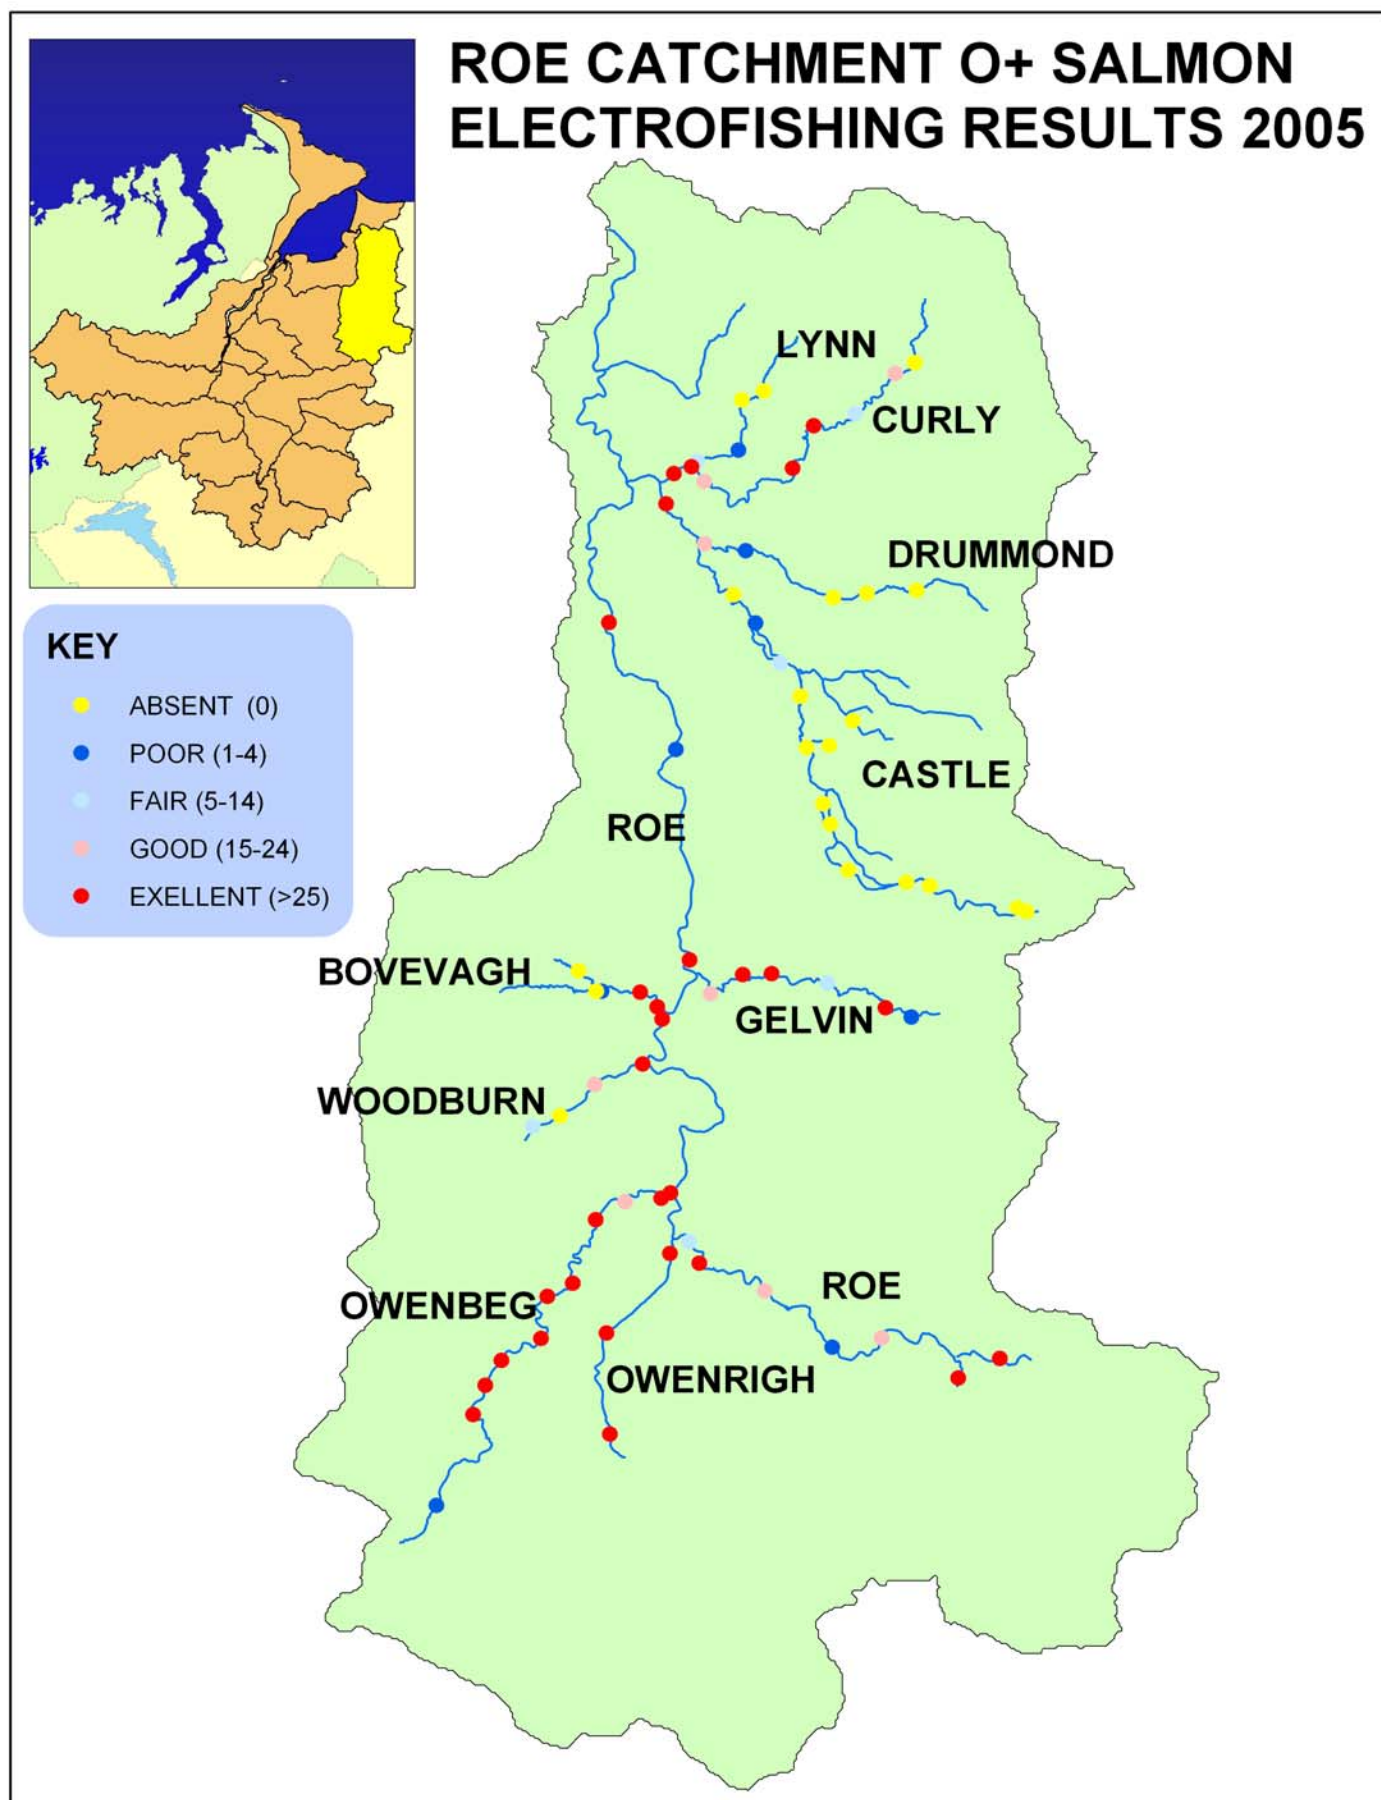 ROE CATCHMENT O+ SALMON
ELECTROFISHING RESULTS 2005
LYNN
CURLY
DRUMMOND
KEY
ABSENT (0)
POOR (1-4)
FAIR (5-14)
GOOD (15-24)
EXELLENT (>25)
CASTLE
ROE
BOVEVAGH
GELVIN
WOODBURN
ROE
OWENBEG
OWENRIGH